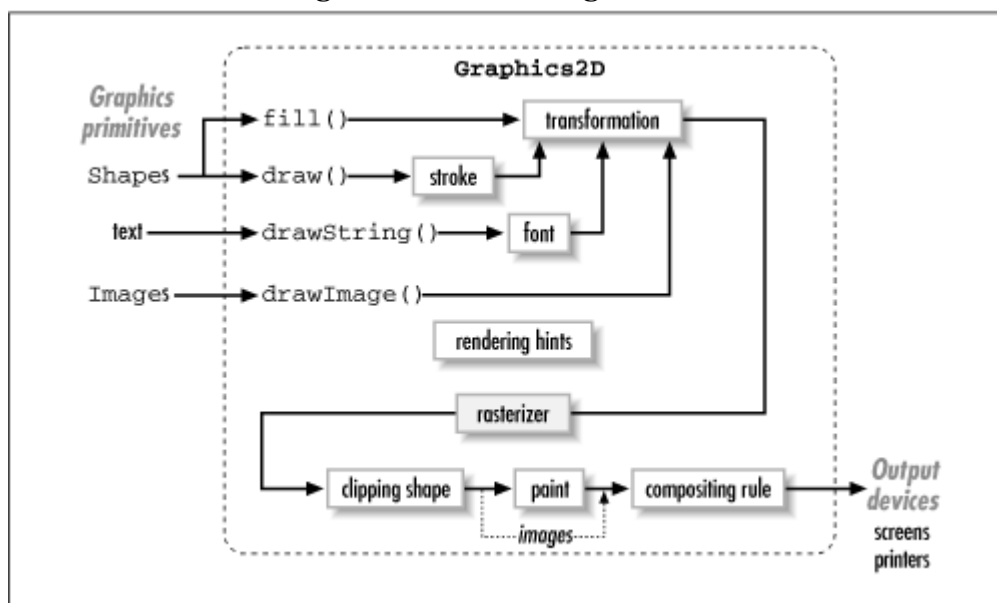 Graphics2D
Graphics
primitives
fill()
transformation
Shapes
draw()
stroke
text
drawString()
font
Images
drawImage()
rendering hints
rasterizer
clipping shape
paint
compositing rule
images
Output
devices
screens
printers